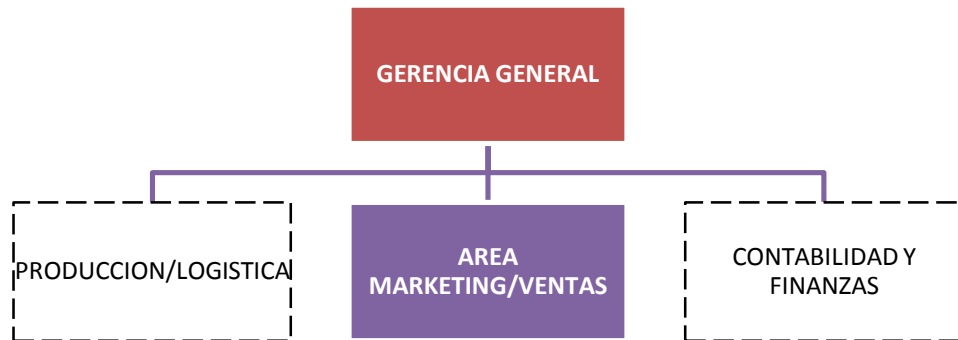 GERENCIA GENERAL
PRODUCCION/LOGISTICA
AREA
MARKETING/VENTAS
CONTABILIDAD Y
FINANZAS